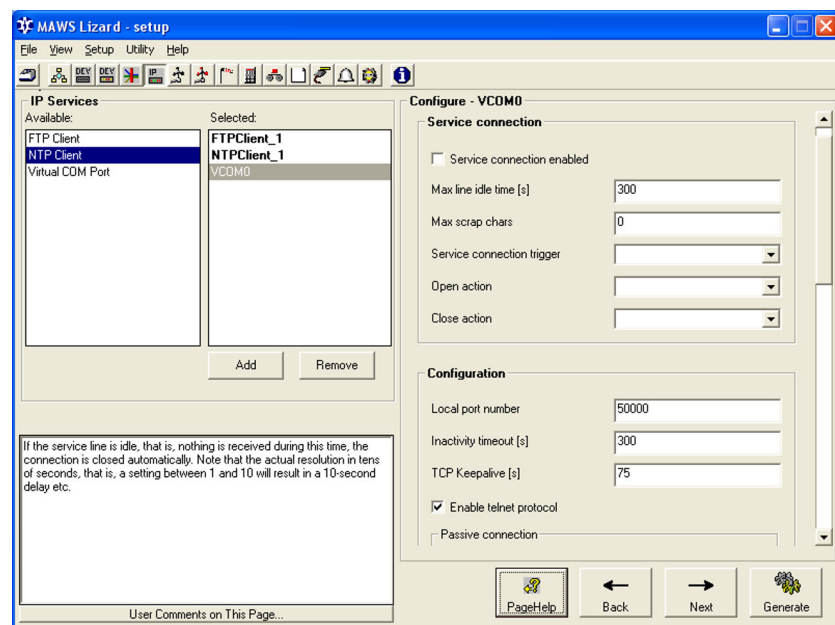 MAWS Lizard - setup
File View Setup Utility Help
IP Services
Available:
Selected:
FTP Client
NTP Client
Virtual COM Port
FTPClient_1
NTPClient_1
VCOM0
Add
Remove
If the service line is idle, that is, nothing is received during this time, the
connection is closed automatically. Note that the actual resolution in tens
of seconds, that is, a setting between 1 and 10 will result in a 10-second
delay etc.
User Comments on This Page...
Configure - VCOM0
Service connection
Service connection enabled
Max line idle time [s] 300
Max scrap chars 0
Service connection trigger
Open action
Close action
Configuration
Local port number 50000
Inactivity timeout [s] 300
TCP Keepalive [s] 75
Enable telnet protocol
Passive connection
PageHelp
Back
Next
Generate